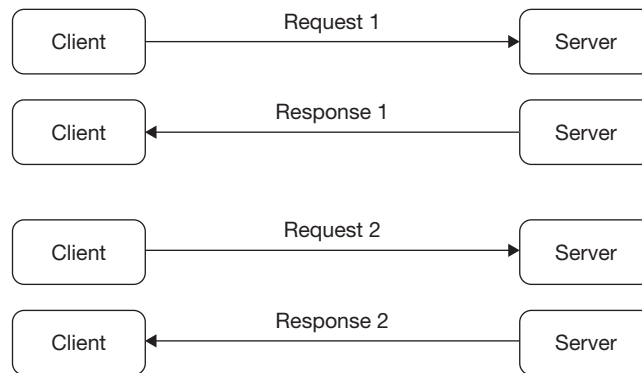 Client Request 1 Server
Client Response 1 Server
Client Request 2 Server
Client Response 2 Server